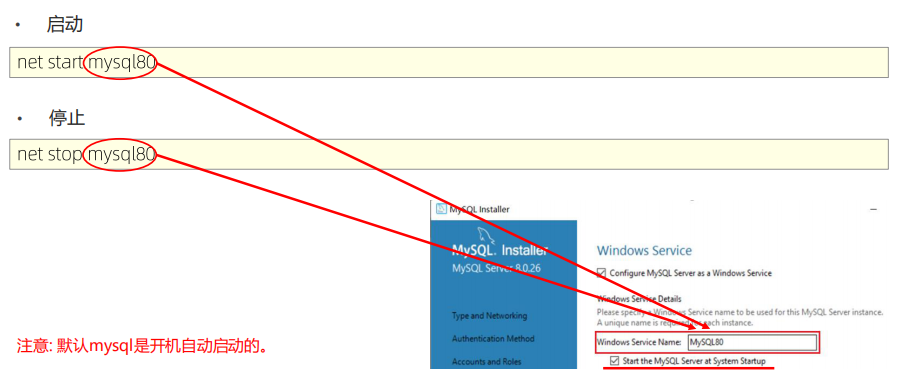 • 启动
net start mysql80
• 停止
net stop mysql80
MySQL Installer
MySQL. Installer
MySQL Server 8.0.26
Type and Networking
Authentication Method
Accounts and Roles
Windows Service
Configure MySQL Server as a Windows Service
Windows Service Details
Please specify a Windows Service name to be used for this MySQL Server instance.
A unique name is required for each instance.
Windows Service Name: MySQL80
Start the MySQL Server at System Startup
注意: 默认mysql是开机自动启动的。